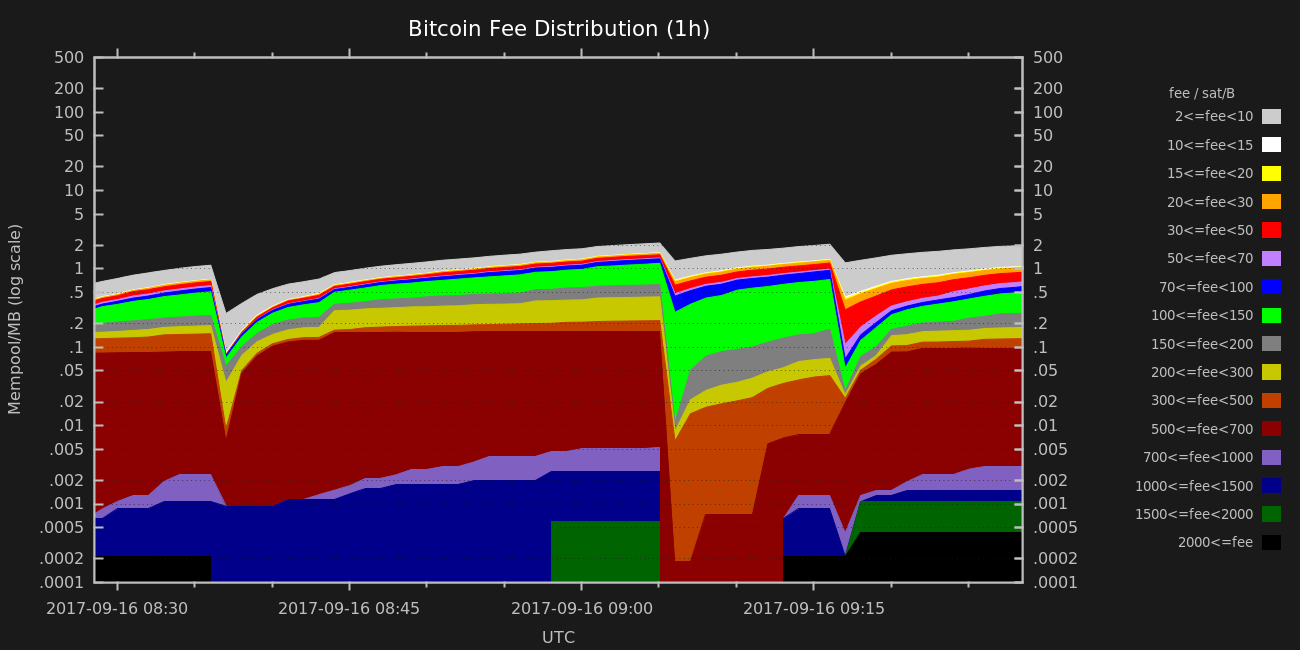 Bitcoin Fee Distribution (1h)
500 500
200 200
100 100
50 50
20 20
10 10
5 5
2 2
1 1
.5 .5
.2 .2
.1 .1
.05 .05
.02 .02
.01 .01
.005 .005
.002 .002
.001 .001
.0005 .0005
.0002 .0002
.0001 .0001
Mempool/MB (log scale)
2017-09-16 08:30 2017-09-16 08:45 2017-09-16 09:00 2017-09-16 09:15
UTC
fee / sat/B
2<=fee<10
10<=fee<15
15<=fee<20
20<=fee<30
30<=fee<50
50<=fee<70
70<=fee<100
100<=fee<150
150<=fee<200
200<=fee<300
300<=fee<500
500<=fee<700
700<=fee<1000
1000<=fee<1500
1500<=fee<2000
2000<=fee